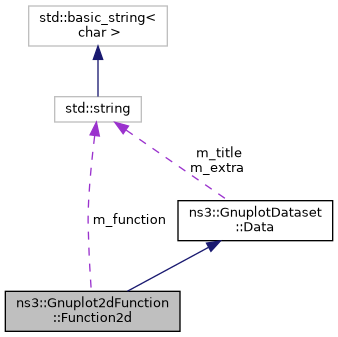 std::basic_string<
char >
std::string
m_title
m_extra
m_function
ns3::GnuplotDataset
::Data
ns3::Gnuplot2dFunction
::Function2d